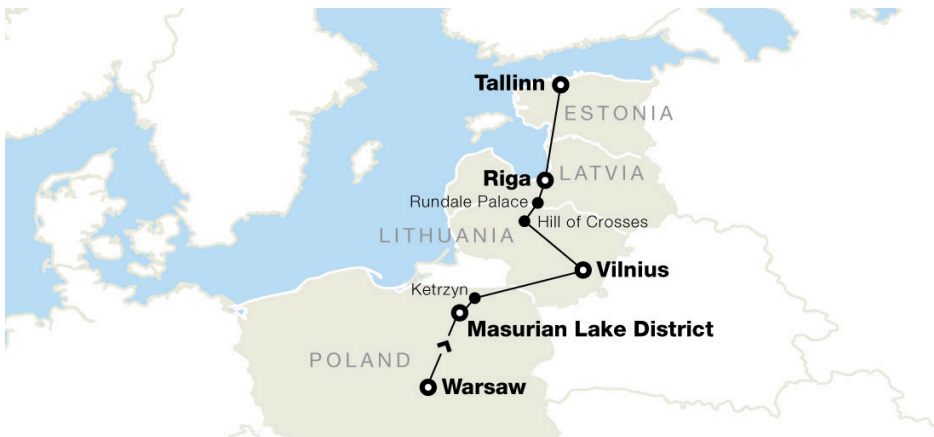 Tallinn
ESTONIA
Riga
LATVIA
Rundale Palace
Hill of Crosses
LITHUANIA
Vilnius
Ketrzyn
Masurian Lake District
POLAND
Warsaw